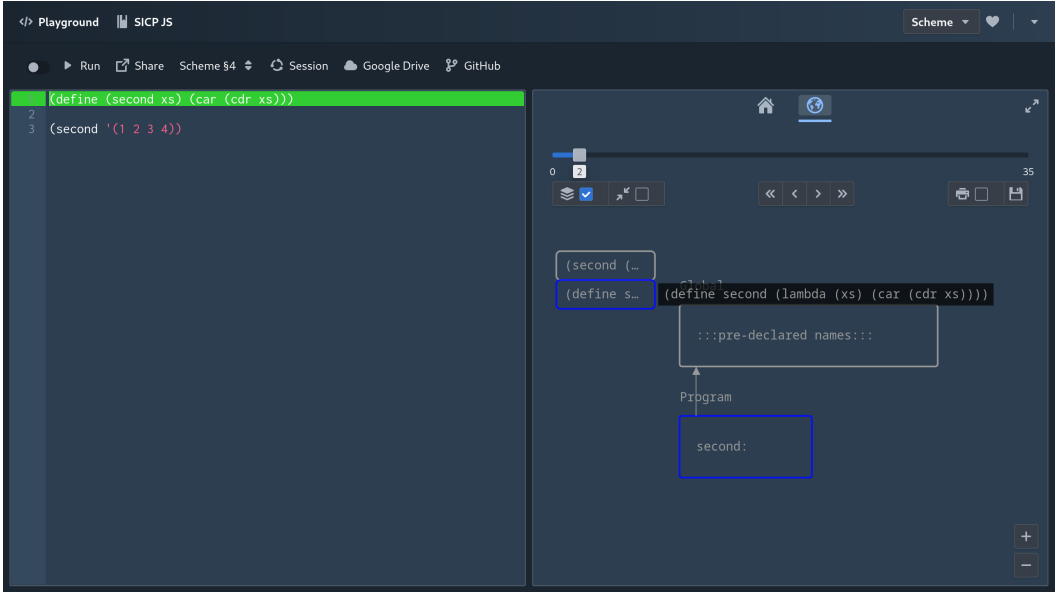 </> Playground SICP JS Scheme
Run Share Scheme §4 Session Google Drive GitHub
1 (define (second xs) (car (cdr xs)))
2
3 (second '(1 2 3 4))
0 2 35
(second (…
Global
(define s… (define second (lambda (xs) (car (cdr xs))))
:::pre-declared names:::
Program
second: